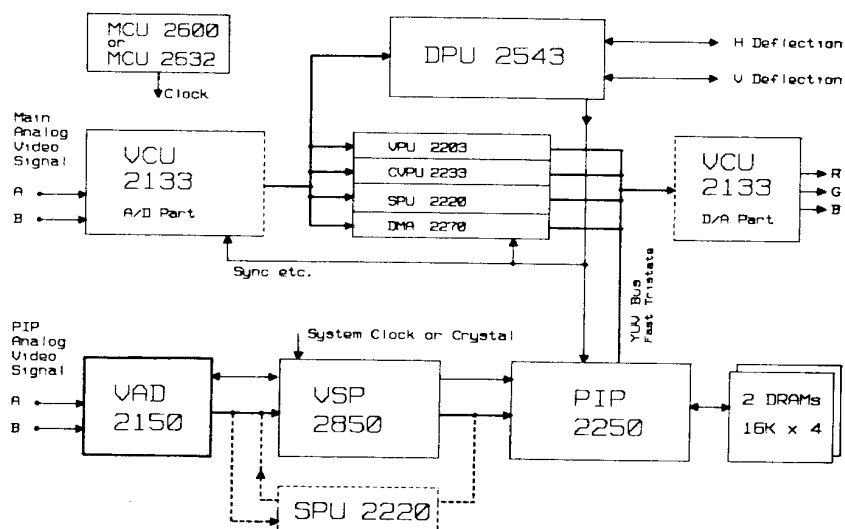 MCU 2600
or
MCU 2632
Clock
DPU 2543
H Deflection
V Deflection
Main
Analog
Video
Signal
A
B
VCU
2133
A/D Part
VPU 2203
CVPU 2233
SPU 2220
DMA 2270
VCU
2133
D/A Part
R
G
B
Sync etc.
YUV Bus
Fast Tristate
PIP
Analog
Video
Signal
A
B
System Clock or Crystal
VAD
2150
VSP
2850
PIP
2250
2 DRAMs
16K x 4
SPU 2220